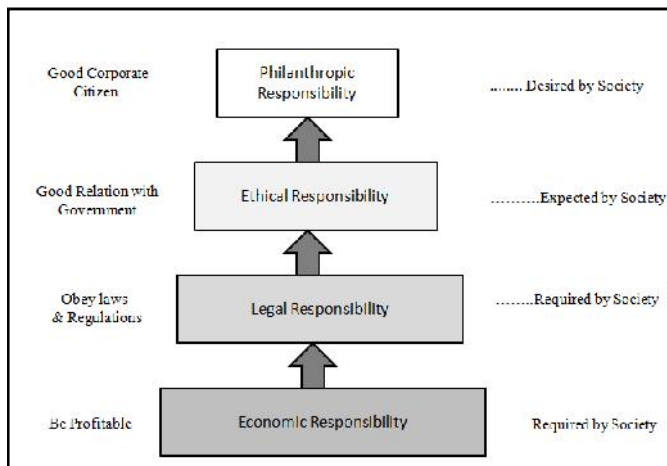 Good Corporate
Citizen
Philanthropic
Responsibility
........Desired by Society
Good Relation with
Government
Ethical Responsibility
...........Expected by Society
Obey laws
& Regulations
Legal Responsibility
........Required by Society
Be Profitable
Economic Responsibility
Required by Society